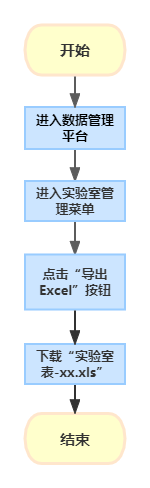 开始
进入数据管理
平台
进入实验室管
理菜单
点击“导出
Excel”按钮
下载“实验室
表-xx.xls”
结束